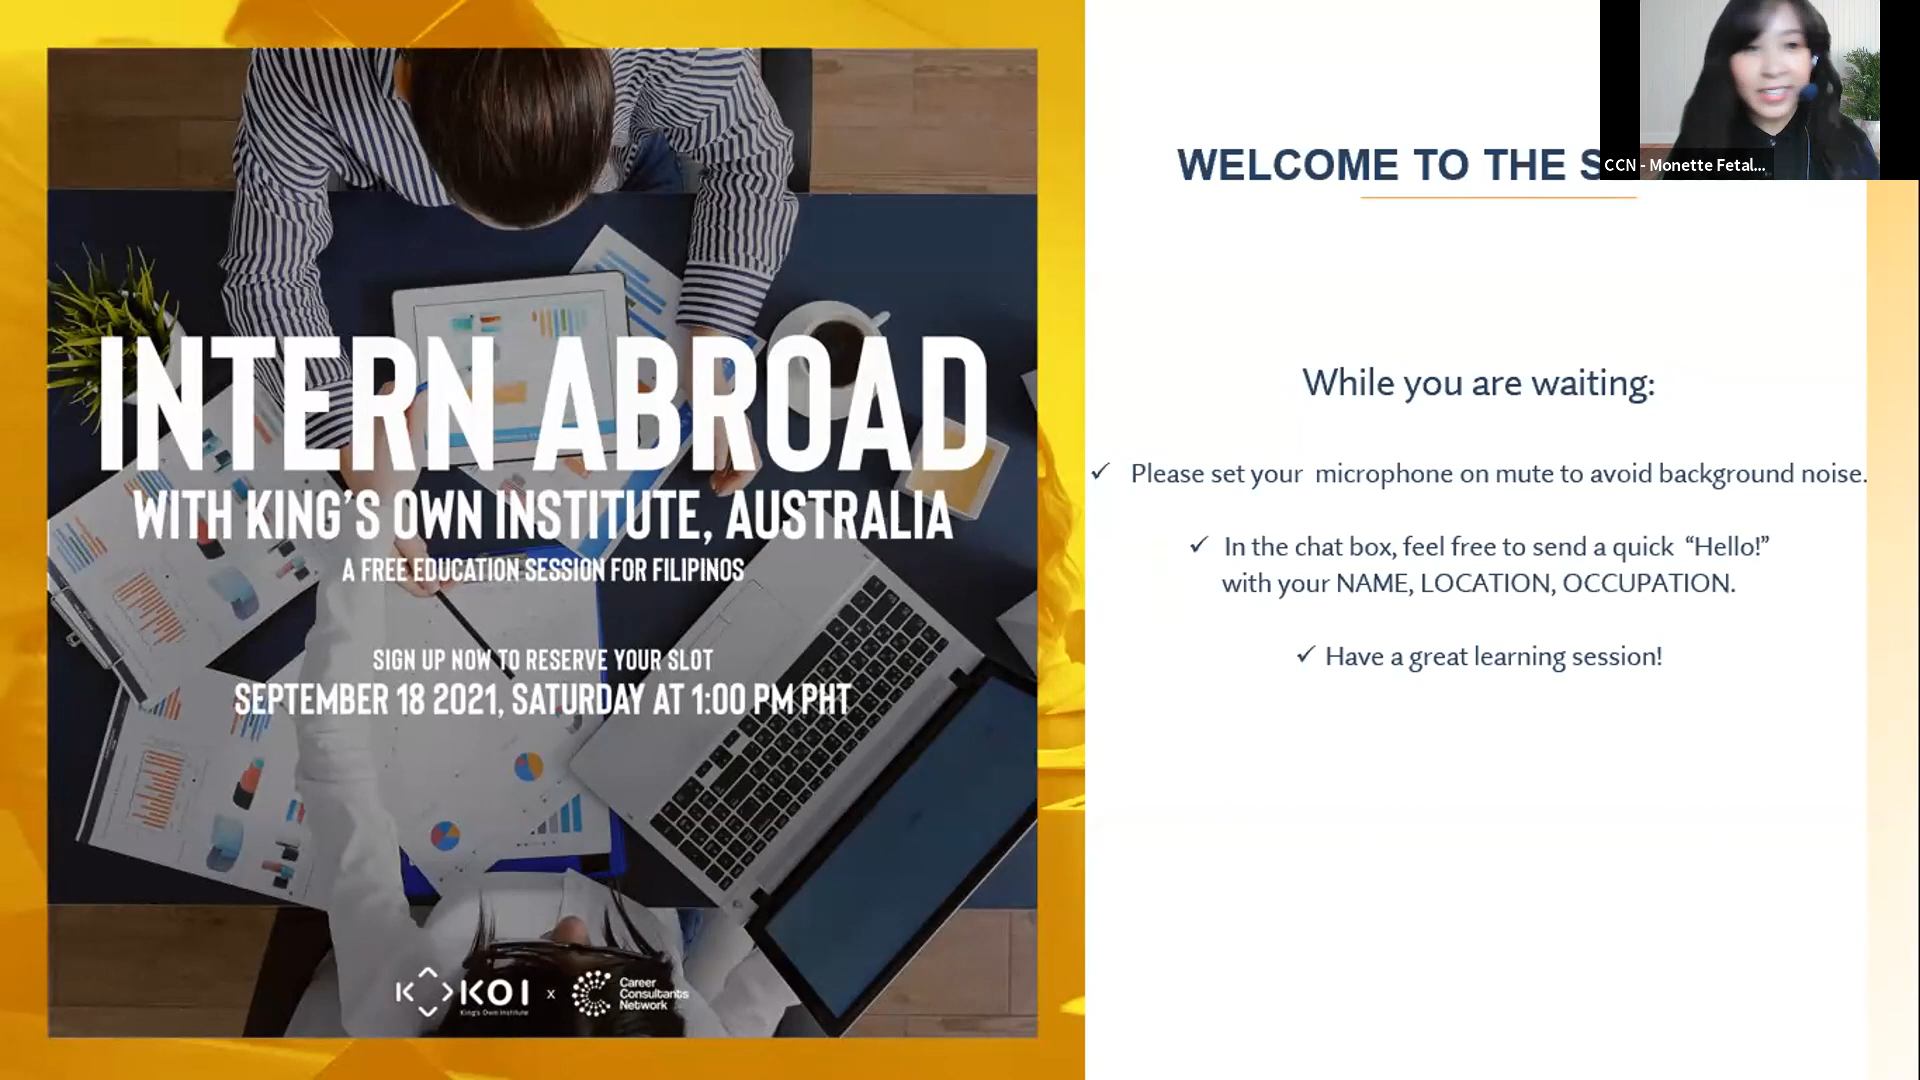 INTERN ABROAD
WITH KING'S OWN INSTITUTE, AUSTRALIA
A FREE EDUCATION SESSION FOR FILIPINOS
SIGN UP NOW TO RESERVE YOUR SLOT
SEPTEMBER 18 2021, SATURDAY AT 1:00 PM PHT
KOI
King's Own Institute
x
Career
Consultants
Network
WELCOME TO THE S
CCN - Monette Fetal...
While you are waiting:
✓ Please set your microphone on mute to avoid background noise.
✓ In the chat box, feel free to send a quick “Hello!”
with your NAME, LOCATION, OCCUPATION.
✓ Have a great learning session!